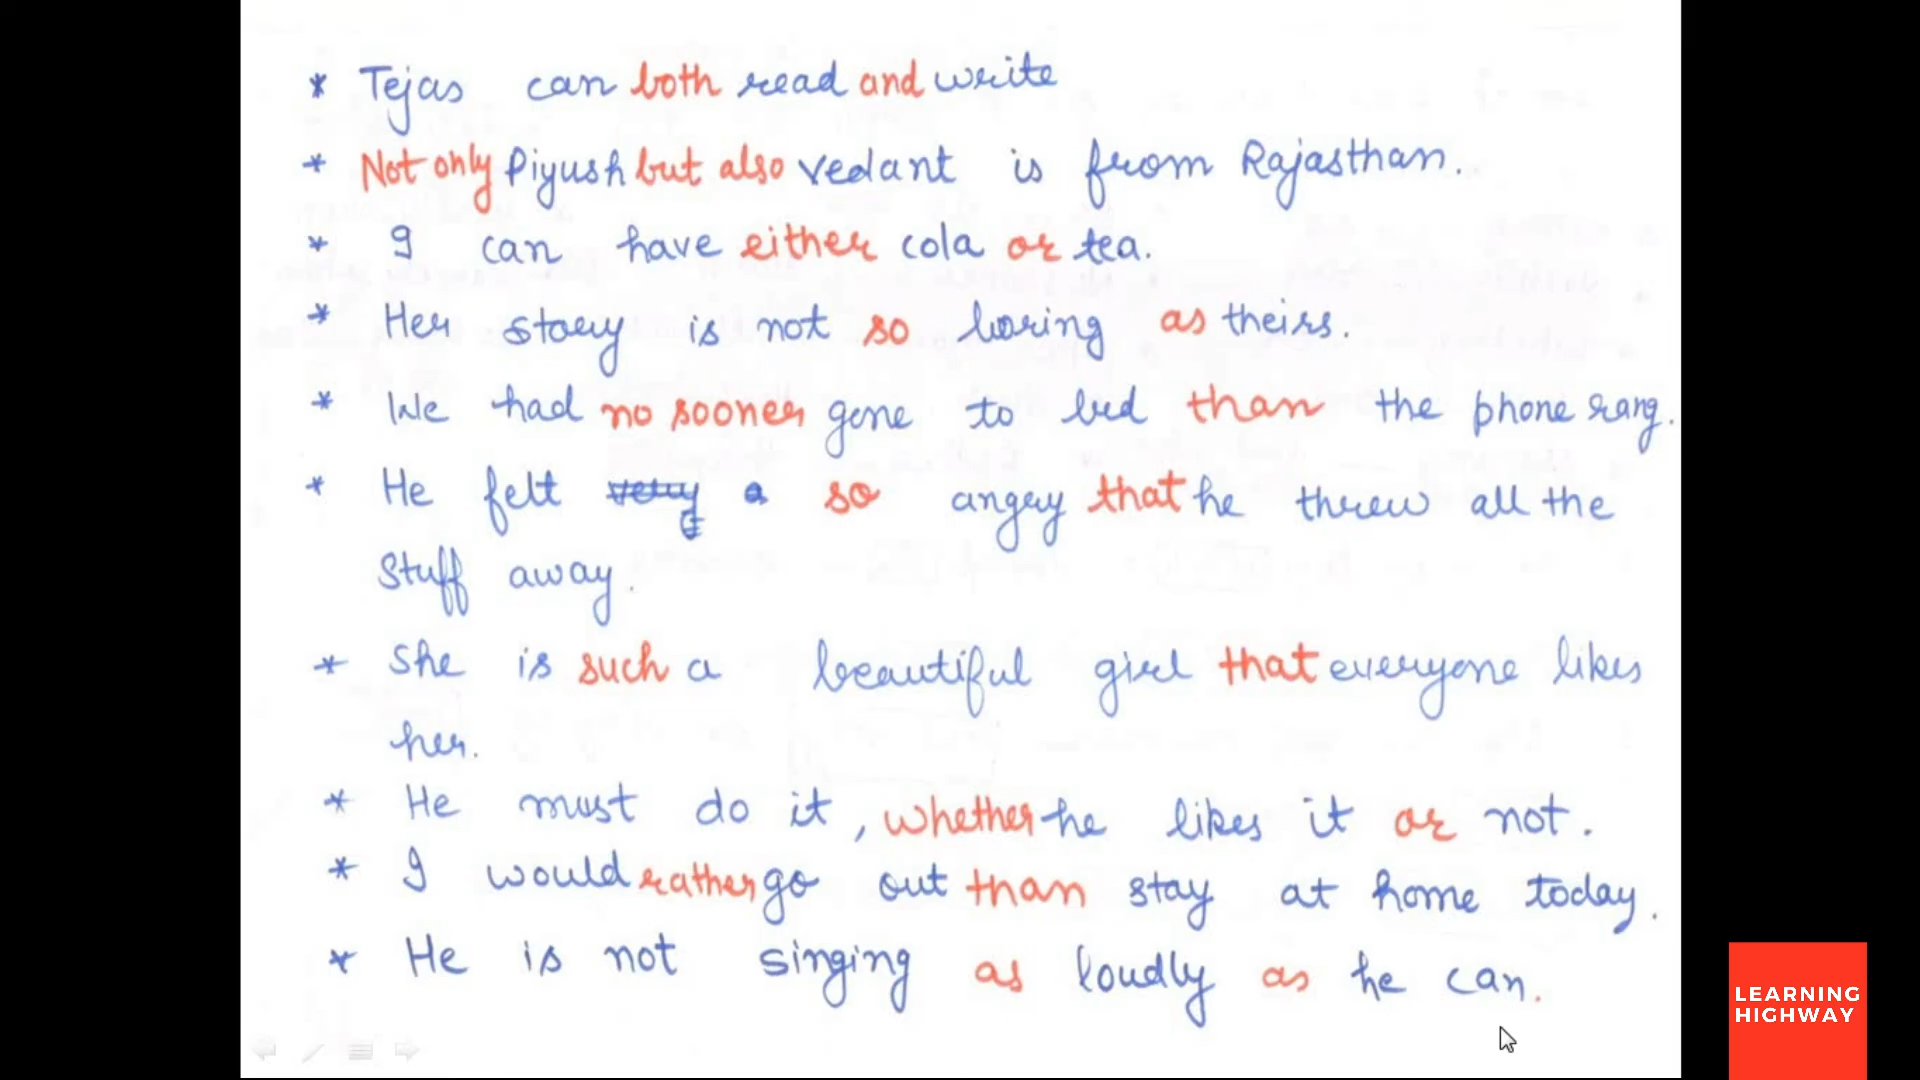 * Tejas can both read and write
* Not only Piyush but also vedant is from Rajasthan.
* I can have either cola or tea.
* Her story is not so boring as theirs.
* We had no sooner gone to bed than the phone rang.
* He felt very a so angry that he threw all the
stuff away.
* She is such a beautiful girl that everyone likes
her.
* He must do it, whether he likes it or not.
* I would rather go out than stay at home today.
* He is not singing as loudly as he can.
LEARNING
HIGHWAY